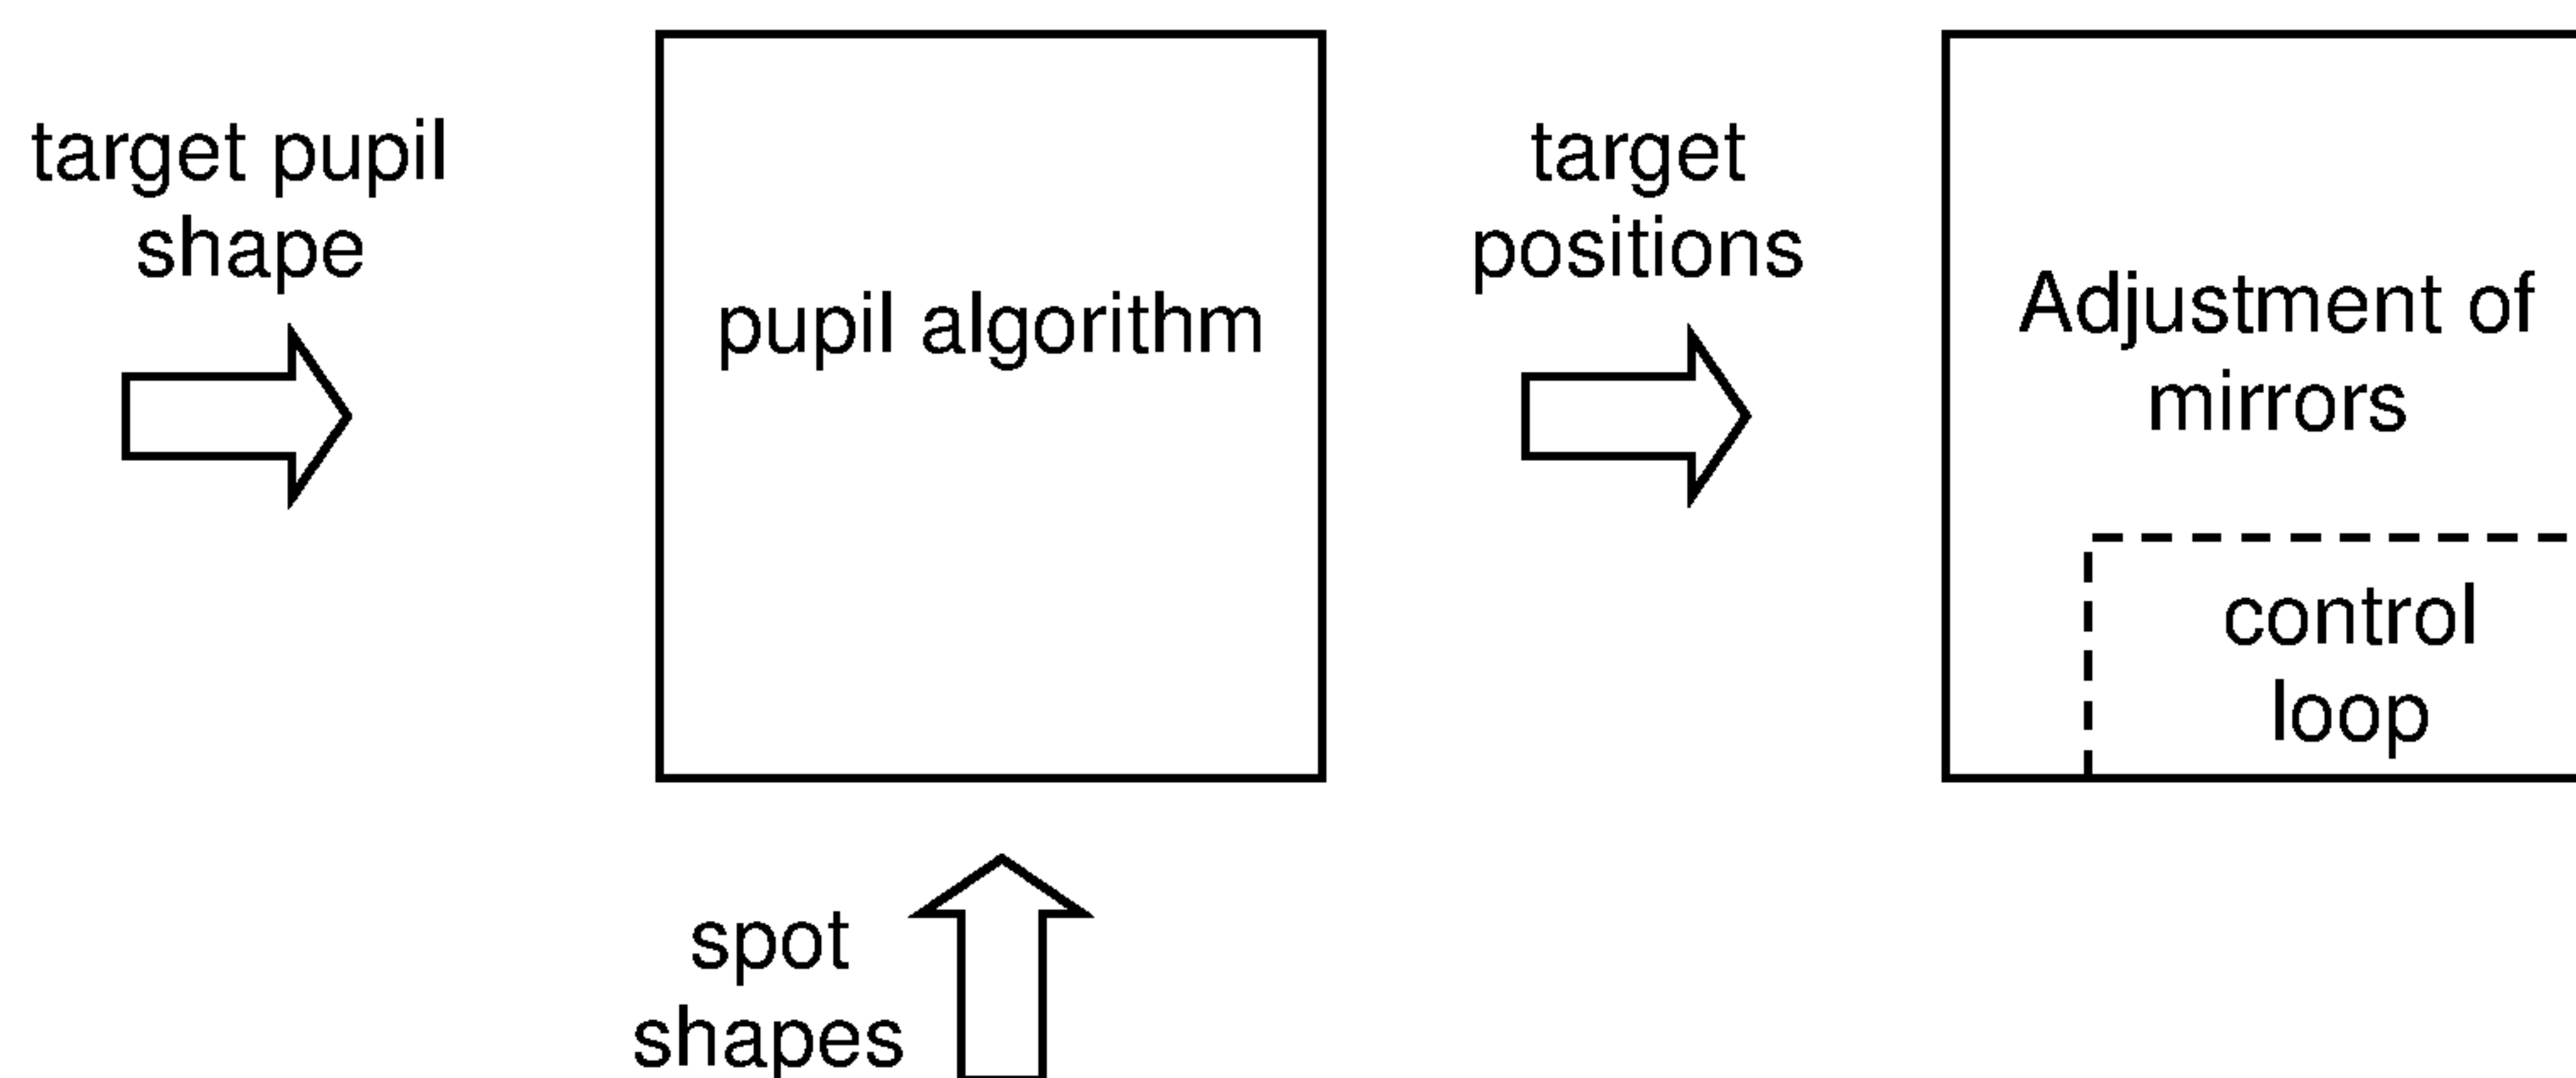 target pupil
shape
pupil algorithm
target
positions
Adjustment of
mirrors
control
loop
spot
shapes